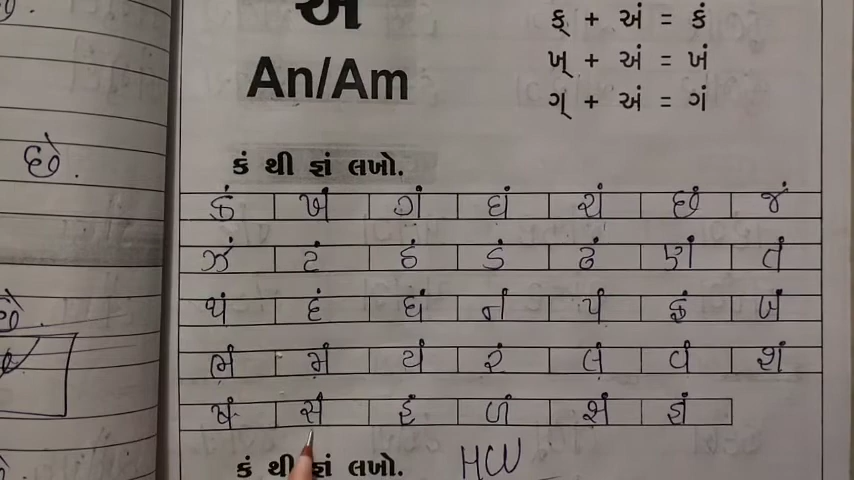 અં
ક્ + અં = કં
An/Am
ખ્ + અં = ખં
ગ્ + અં = ગં
છે.
કં થી જ્ઞં લખો.
કં ખં ગં ઘં ચં છં જં
ઝં ટં ઠં ડં ઢં ણં તં
થં દં ધં નં પં ફં બં
ભં મં યં રં લં વં શં
ષં સં હં ળં ક્ષં જ્ઞં
કં થી જ્ઞં લખો. HW